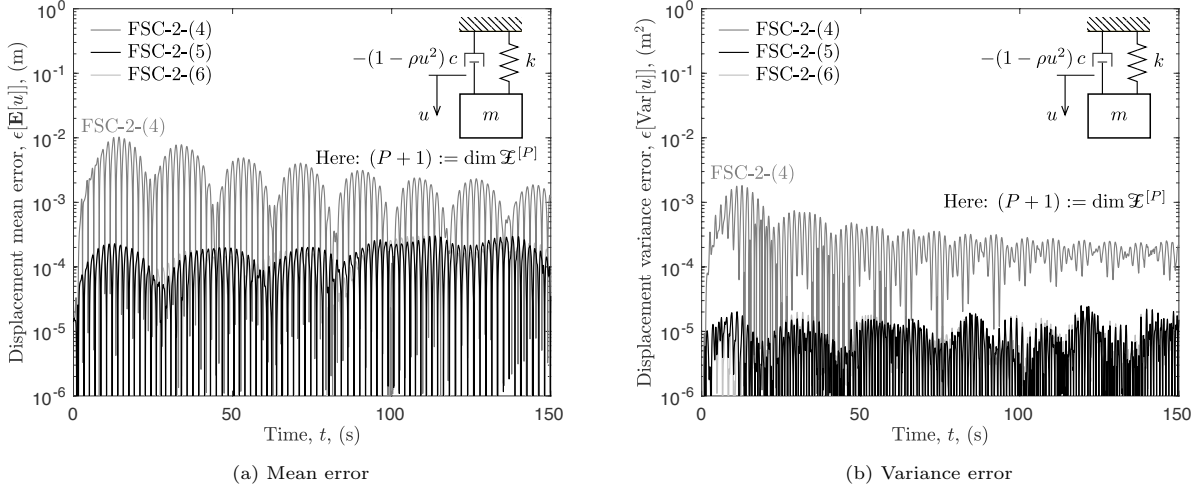 Displacement mean error, ϵ[E[u]], (m)
10^0
10^-1
10^-2
10^-3
10^-4
10^-5
10^-6
FSC-2-(4)
FSC-2-(5)
FSC-2-(6)
−(1 − ρu²) c
k
u
m
FSC-2-(4)
Here: (P + 1) := dim 𝒵^[P]
0
50
100
150
Time, t, (s)
(a) Mean error
Displacement variance error, ϵ[Var[u]], (m²)
10^0
10^-1
10^-2
10^-3
10^-4
10^-5
10^-6
FSC-2-(4)
FSC-2-(5)
FSC-2-(6)
−(1 − ρu²) c
k
u
m
FSC-2-(4)
Here: (P + 1) := dim 𝒵^[P]
0
50
100
150
Time, t, (s)
(b) Variance error